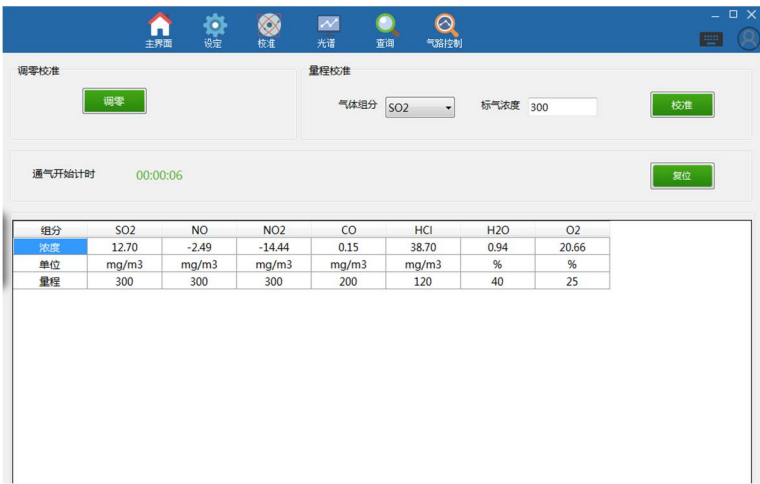 主界面 设定 校准 光谱 查询 气路控制
调零校准
调零
量程校准
气体组分 SO2 标气浓度 300 校准
通气开始计时 00:00:06 复位
组分 SO2 NO NO2 CO HCl H2O O2
浓度 12.70 -2.49 -14.44 0.15 38.70 0.94 20.66
单位 mg/m3 mg/m3 mg/m3 mg/m3 mg/m3 % %
量程 300 300 300 200 120 40 25